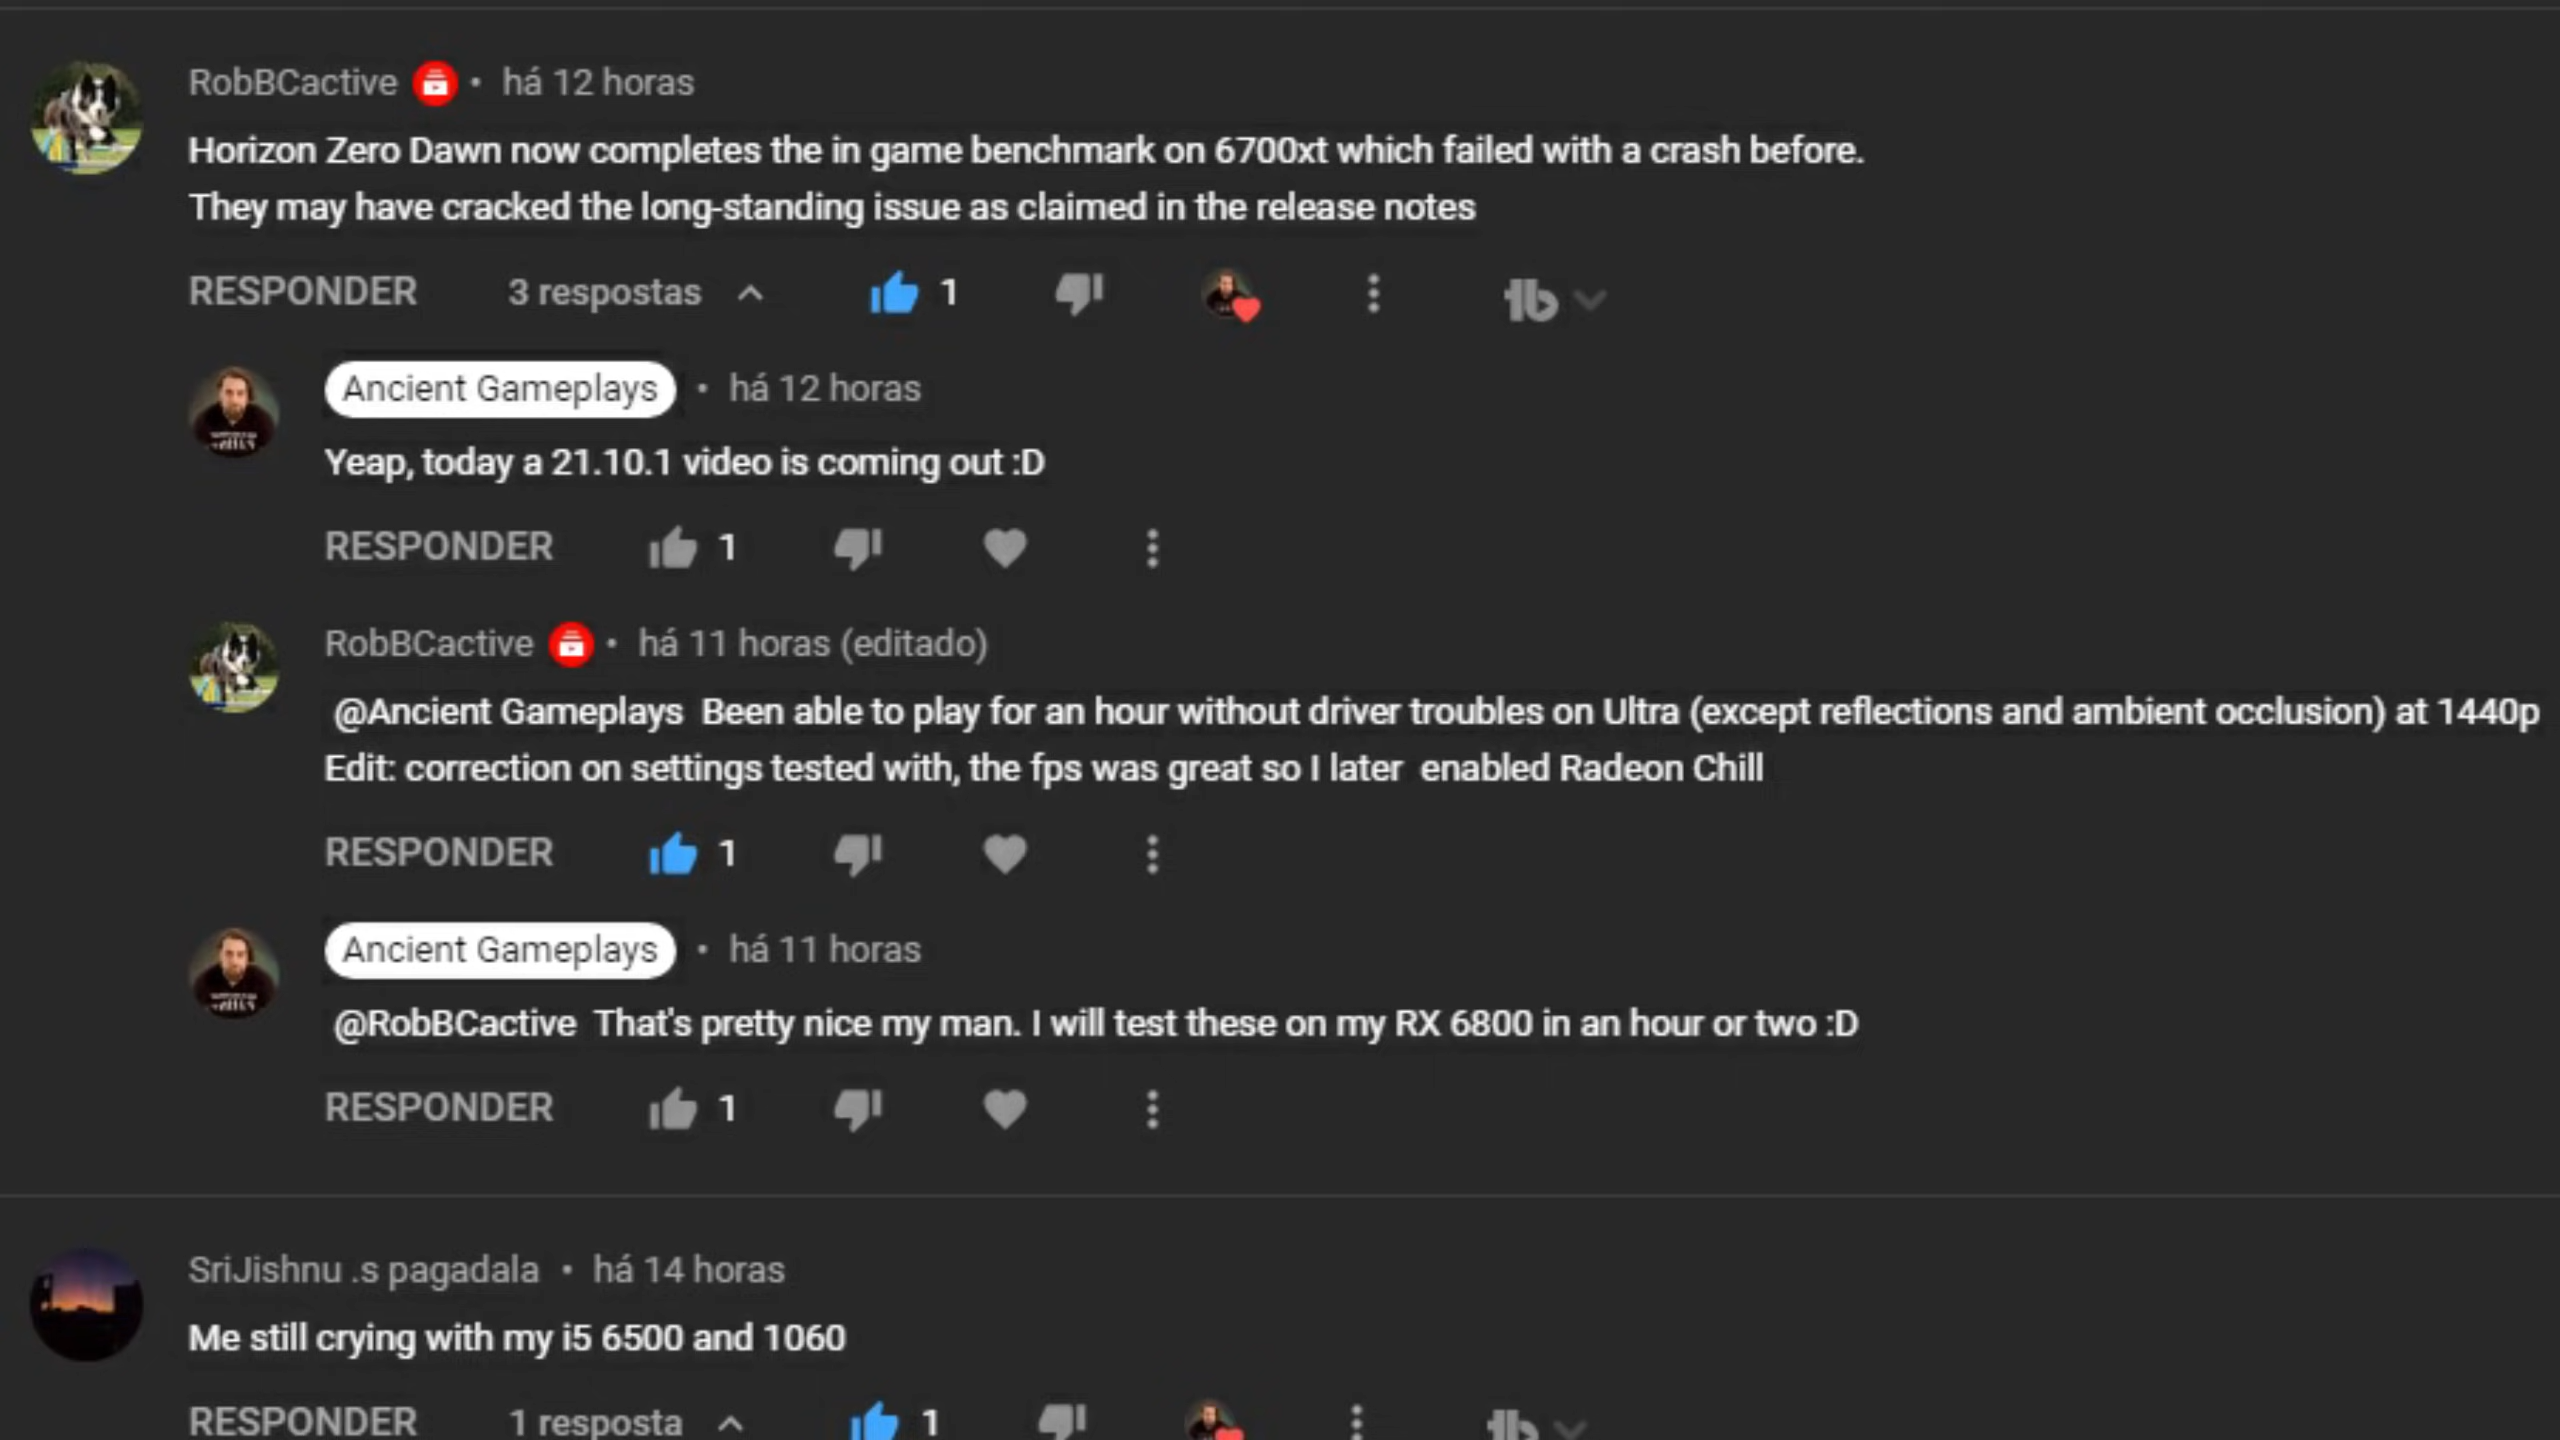 RobBCactive • há 12 horas
Horizon Zero Dawn now completes the in game benchmark on 6700xt which failed with a crash before.
They may have cracked the long-standing issue as claimed in the release notes
RESPONDER 3 respostas 1
Ancient Gameplays • há 12 horas
Yeap, today a 21.10.1 video is coming out :D
RESPONDER 1
RobBCactive • há 11 horas (editado)
@Ancient Gameplays Been able to play for an hour without driver troubles on Ultra (except reflections and ambient occlusion) at 1440p
Edit: correction on settings tested with, the fps was great so I later enabled Radeon Chill
RESPONDER 1
Ancient Gameplays • há 11 horas
@RobBCactive That's pretty nice my man. I will test these on my RX 6800 in an hour or two :D
RESPONDER 1
SriJishnu .s pagadala • há 14 horas
Me still crying with my i5 6500 and 1060
RESPONDER 1 resposta 1